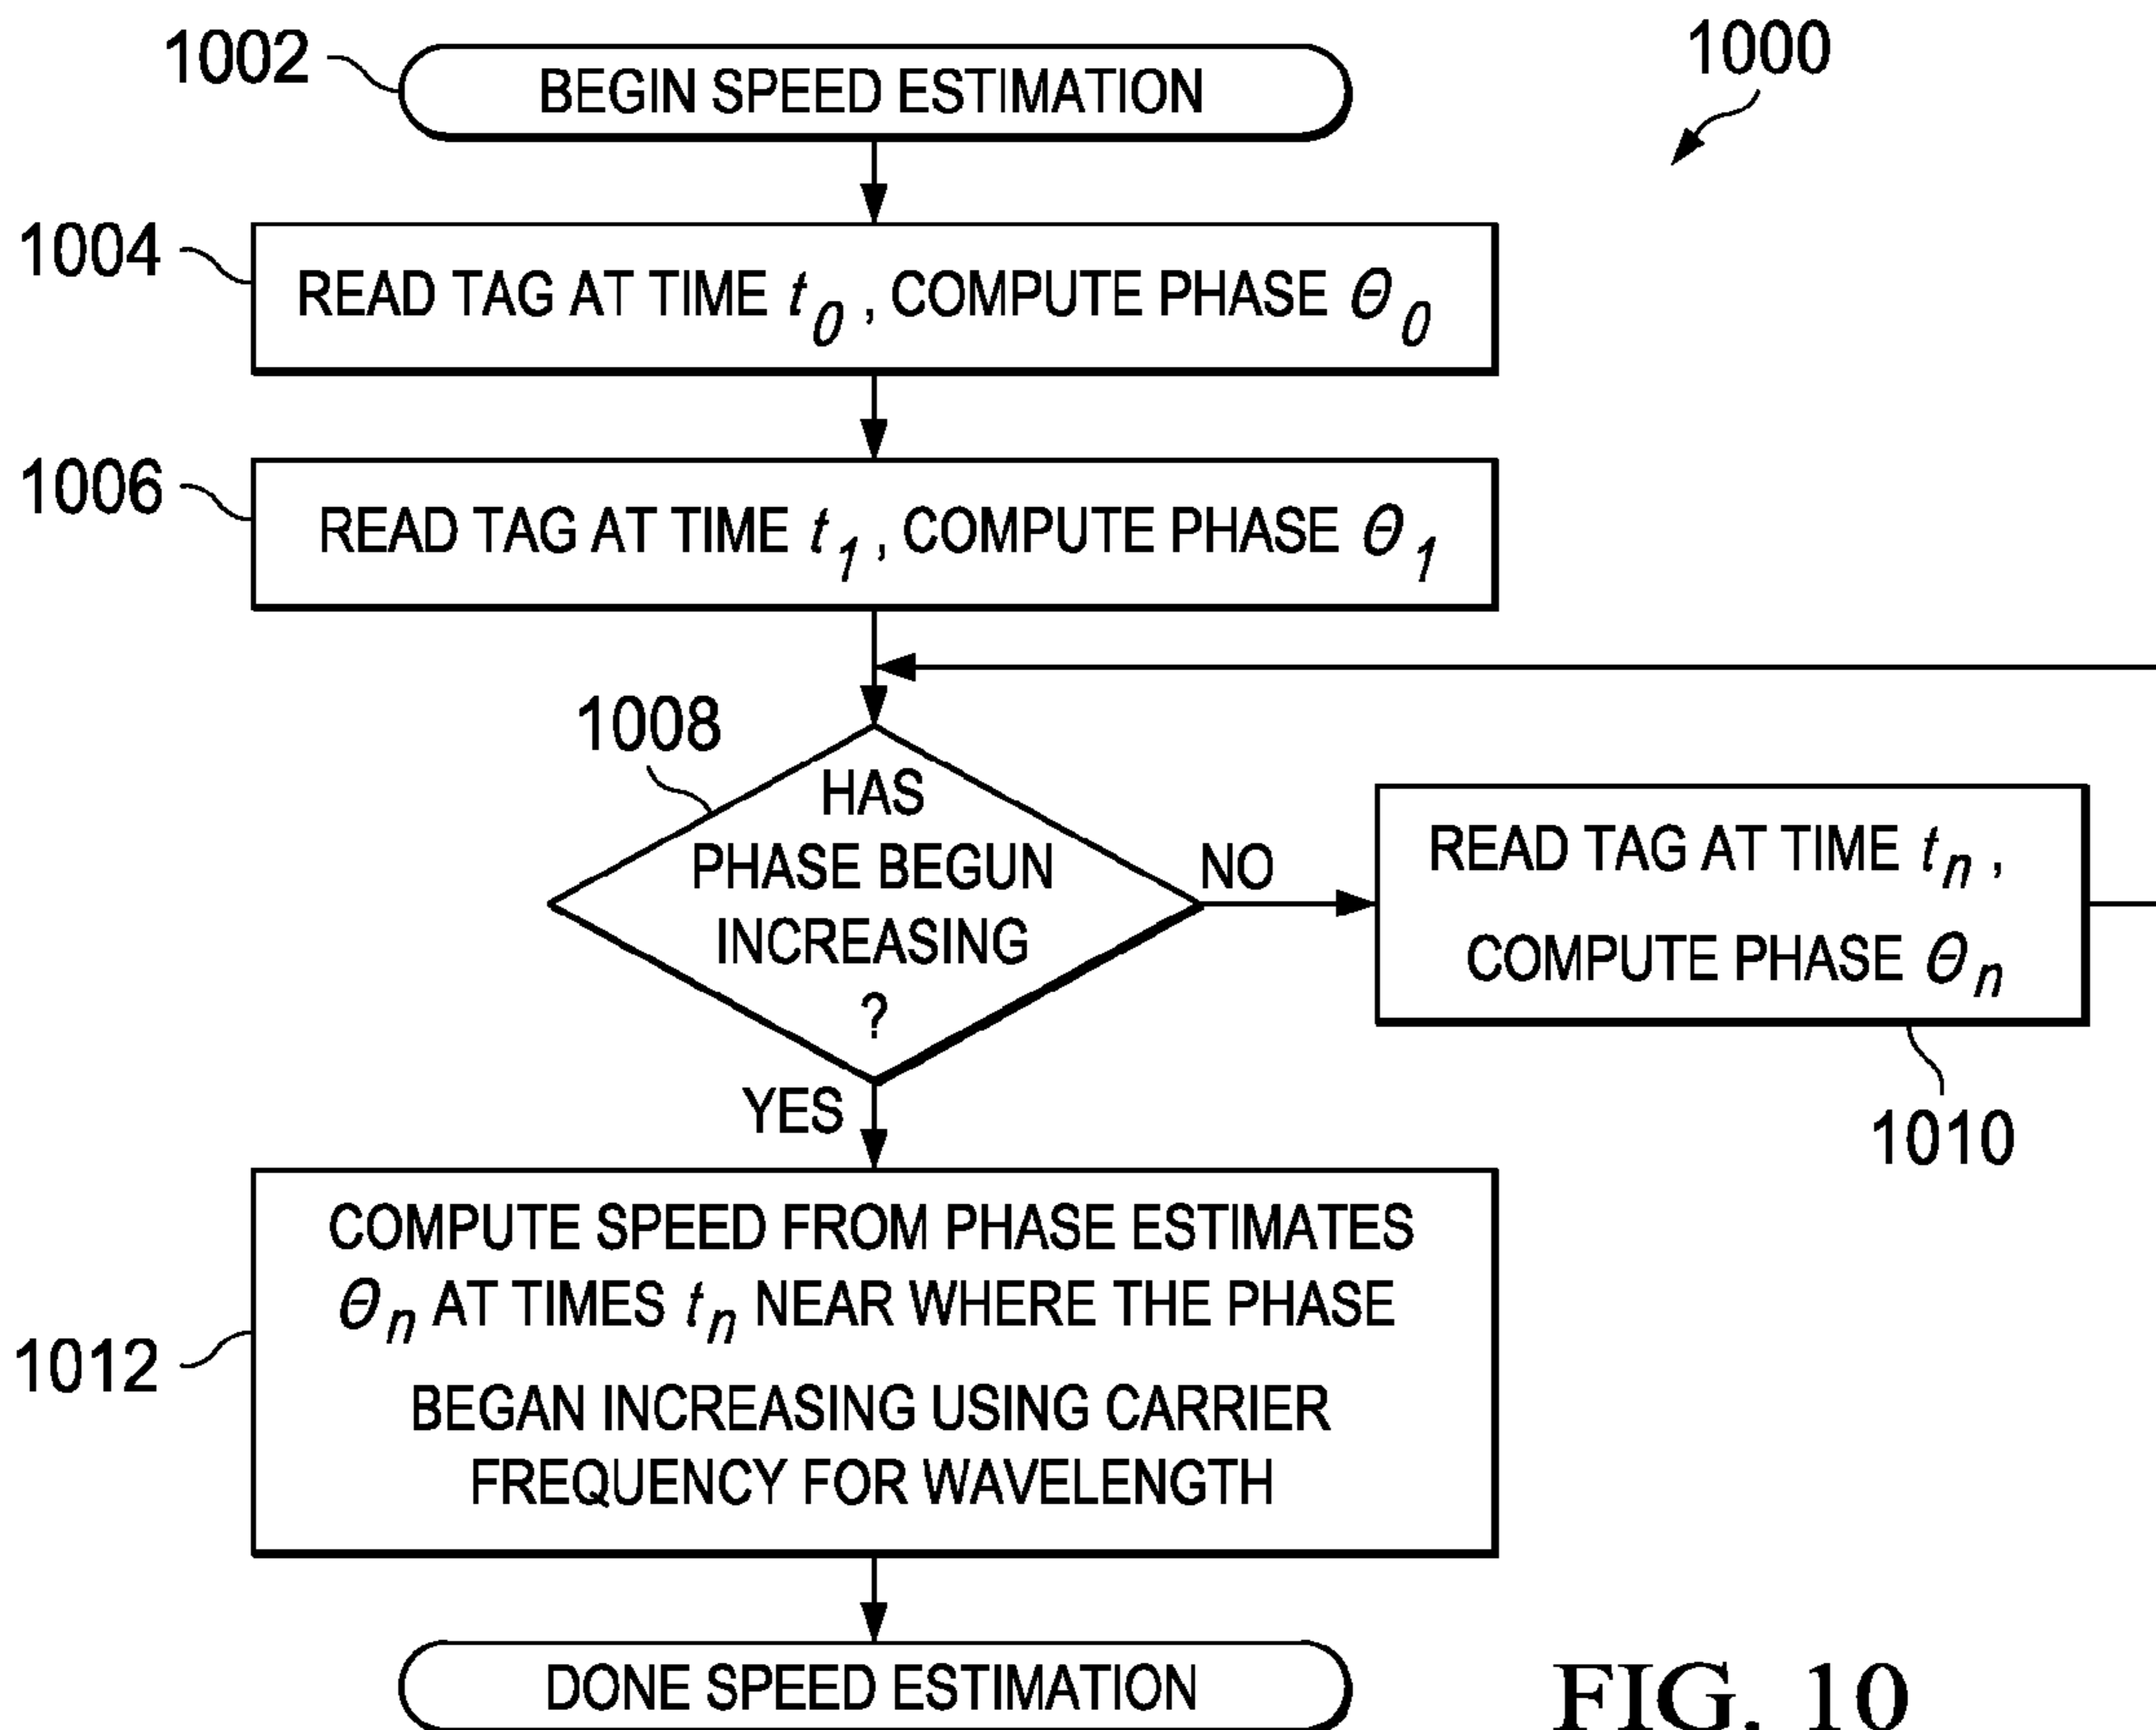 1002
BEGIN SPEED ESTIMATION
1000
1004
READ TAG AT TIME t0, COMPUTE PHASE Θ0
1006
READ TAG AT TIME t1, COMPUTE PHASE Θ1
1008
HAS
PHASE BEGUN
INCREASING
?
NO
READ TAG AT TIME tn,
COMPUTE PHASE Θn
1010
YES
1012
COMPUTE SPEED FROM PHASE ESTIMATES
Θn AT TIMES tn NEAR WHERE THE PHASE
BEGAN INCREASING USING CARRIER
FREQUENCY FOR WAVELENGTH
DONE SPEED ESTIMATION
FIG. 10